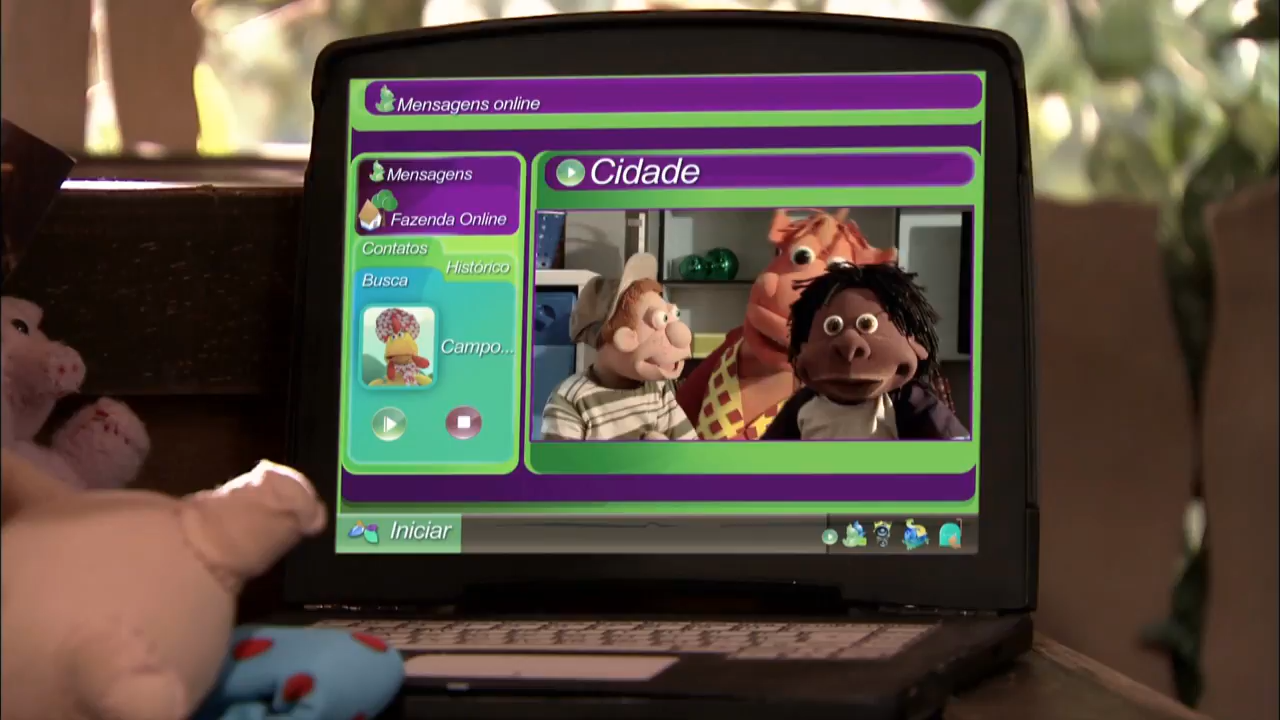 Mensagens online
Mensagens
Fazenda Online
Contatos
Histórico
Busca
Campo...
Cidade
Iniciar